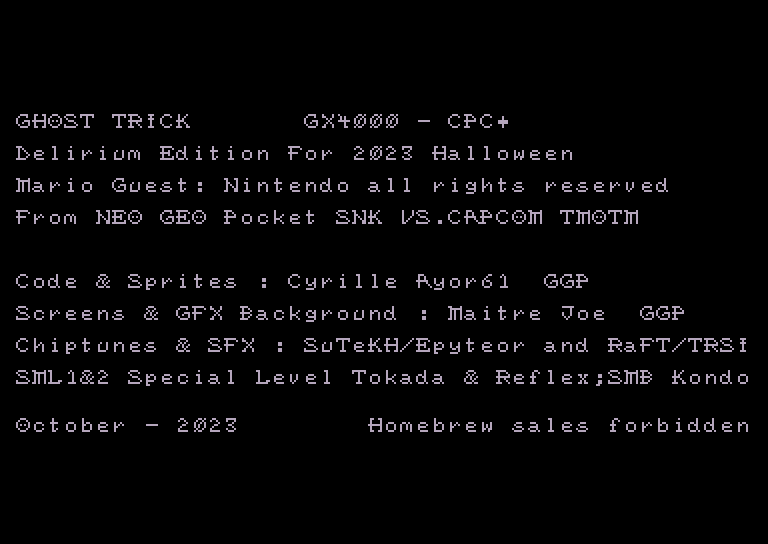 GHOST TRICK GX4000 - CPC+
Delirium Edition For 2023 Halloween
Mario Guest: Nintendo all rights reserved
From NEO GEO Pocket SNK VS.CAPCOM TMOTM
Code & Sprites : Cyrille Ayor61 GGP
Screens & GFX Background : Maitre Joe GGP
Chiptunes & SFX : SuTeKH/Epyteor and RaFT/TRSI
SML1&2 Special Level Tokada & Reflex;SMB Kondo
October - 2023 Homebrew sales forbidden